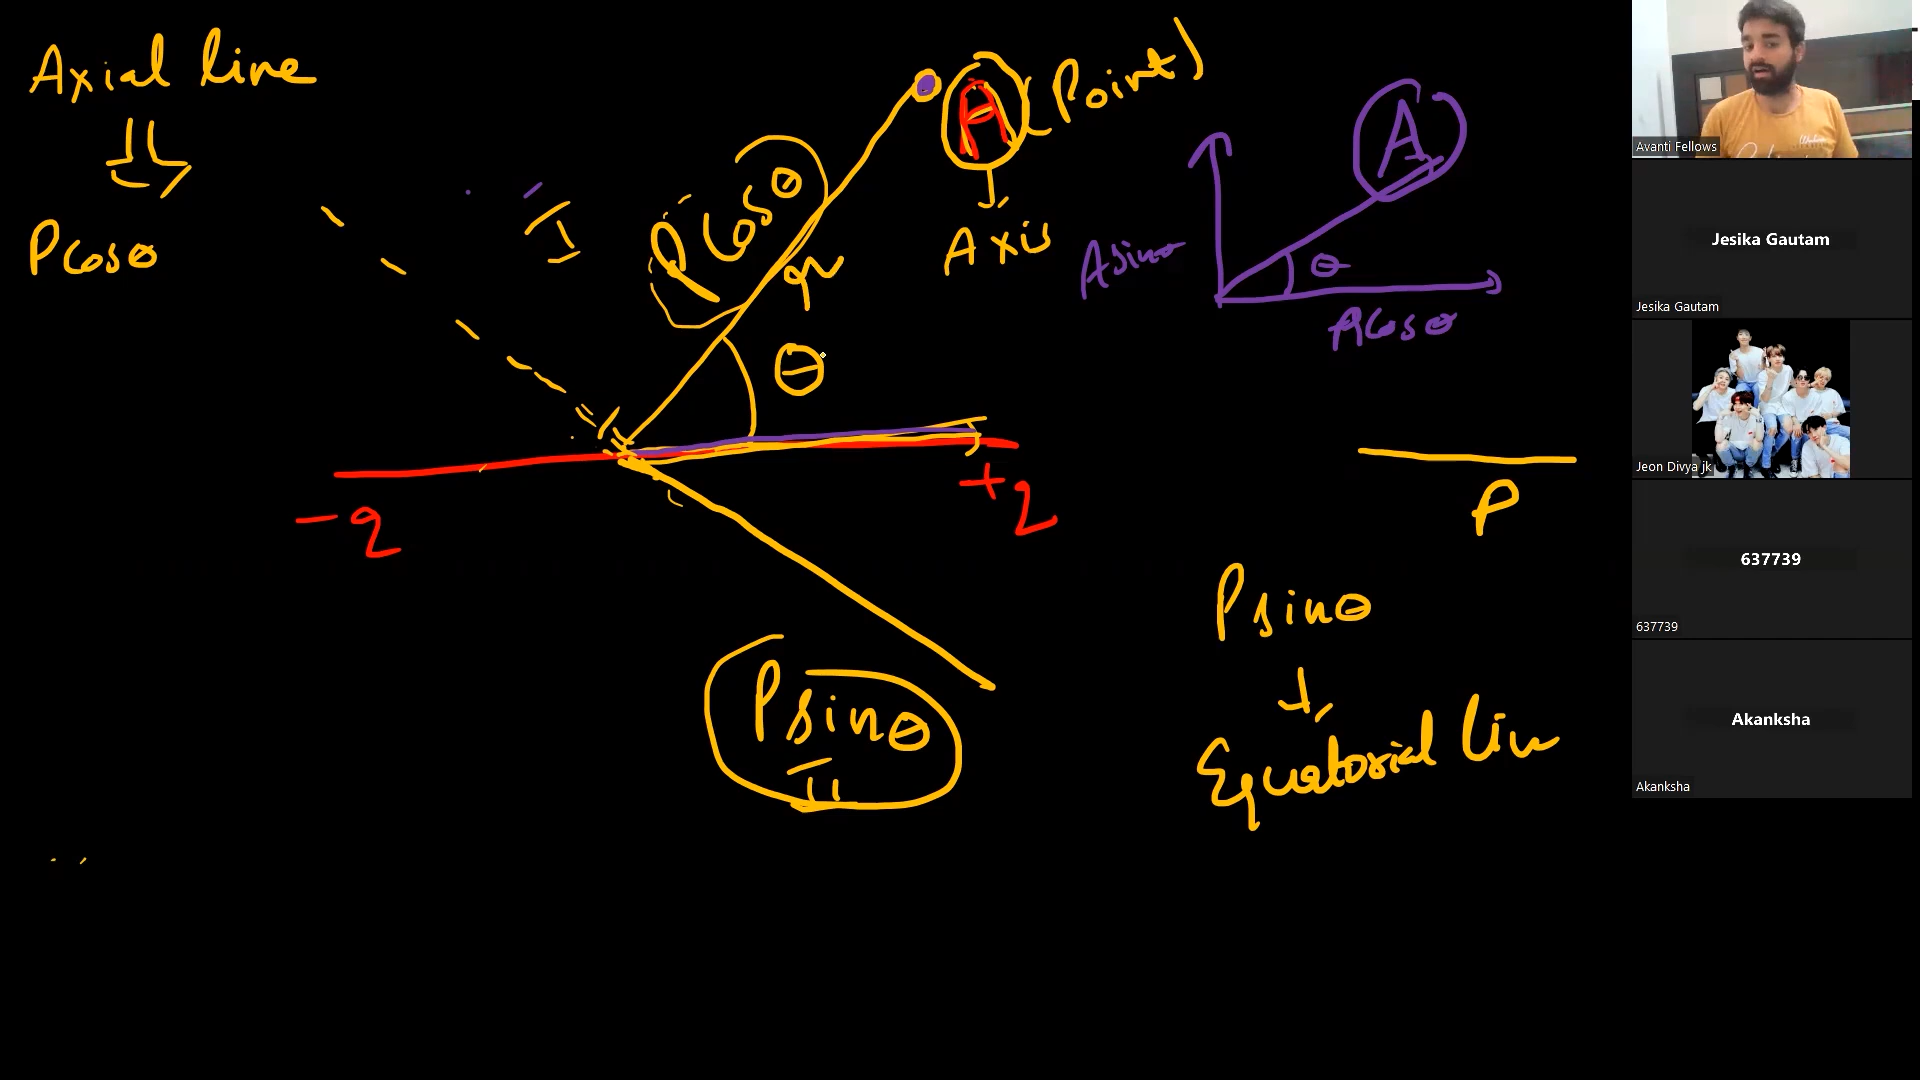 Axial line
Pcosθ
A (Point)
Axis
Pcosθ
r
θ
-q
+q
A
Asinθ
θ
Acosθ
P
Psinθ
Psinθ
Equatorial Line
I
II
Avanti Fellows
Jesika Gautam
Jesika Gautam
Jeon Divya jk
637739
637739
Akanksha
Akanksha